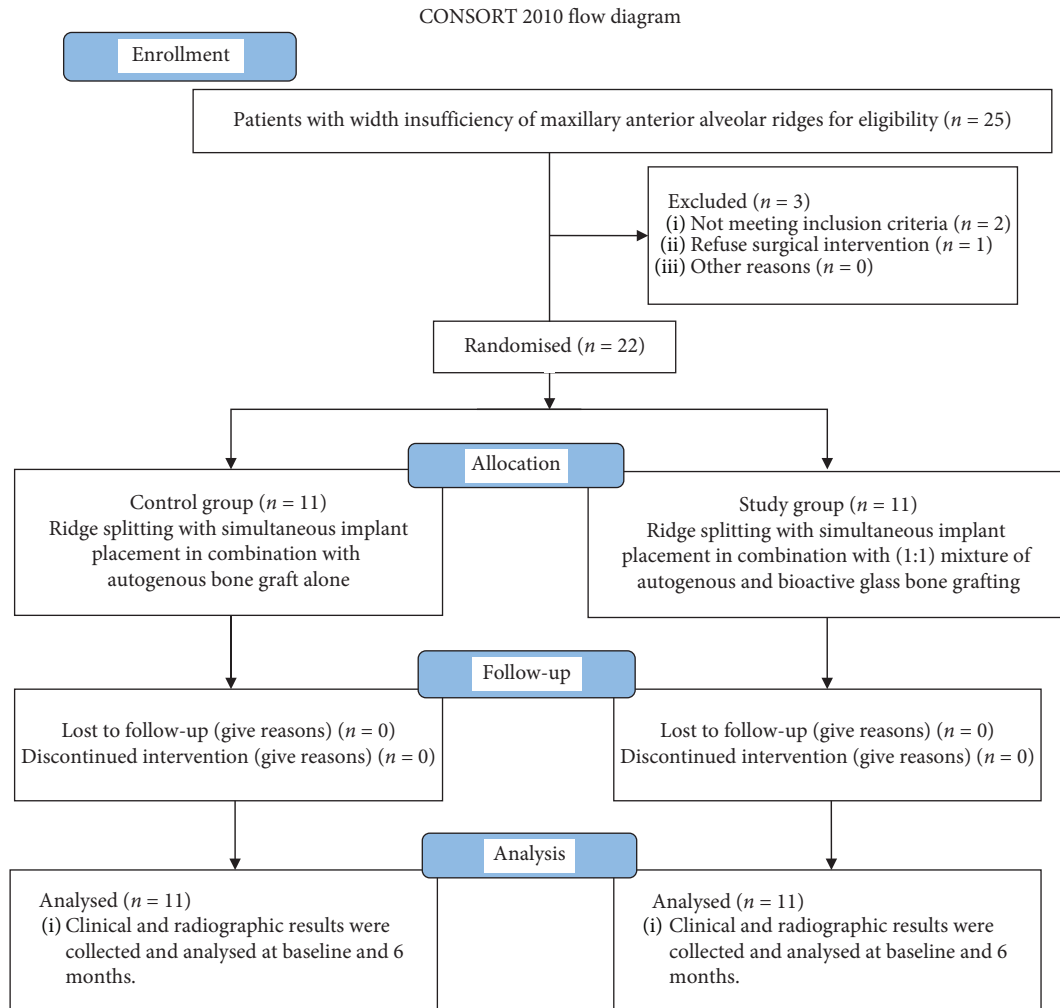 CONSORT 2010 flow diagram
Enrollment
Patients with width insufficiency of maxillary anterior alveolar ridges for eligibility (n = 25)
Excluded (n = 3)
(i) Not meeting inclusion criteria (n = 2)
(ii) Refuse surgical intervention (n = 1)
(iii) Other reasons (n = 0)
Randomised (n = 22)
Allocation
Control group (n = 11)
Ridge splitting with simultaneous implant
placement in combination with
autogenous bone graft alone
Study group (n = 11)
Ridge splitting with simultaneous implant
placement in combination with (1:1) mixture of
autogenous and bioactive glass bone grafting
Follow-up
Lost to follow-up (give reasons) (n = 0)
Discontinued intervention (give reasons) (n = 0)
Lost to follow-up (give reasons) (n = 0)
Discontinued intervention (give reasons) (n = 0)
Analysis
Analysed (n = 11)
(i) Clinical and radiographic results were
collected and analysed at baseline and 6
months.
Analysed (n = 11)
(i) Clinical and radiographic results were
collected and analysed at baseline and 6
months.